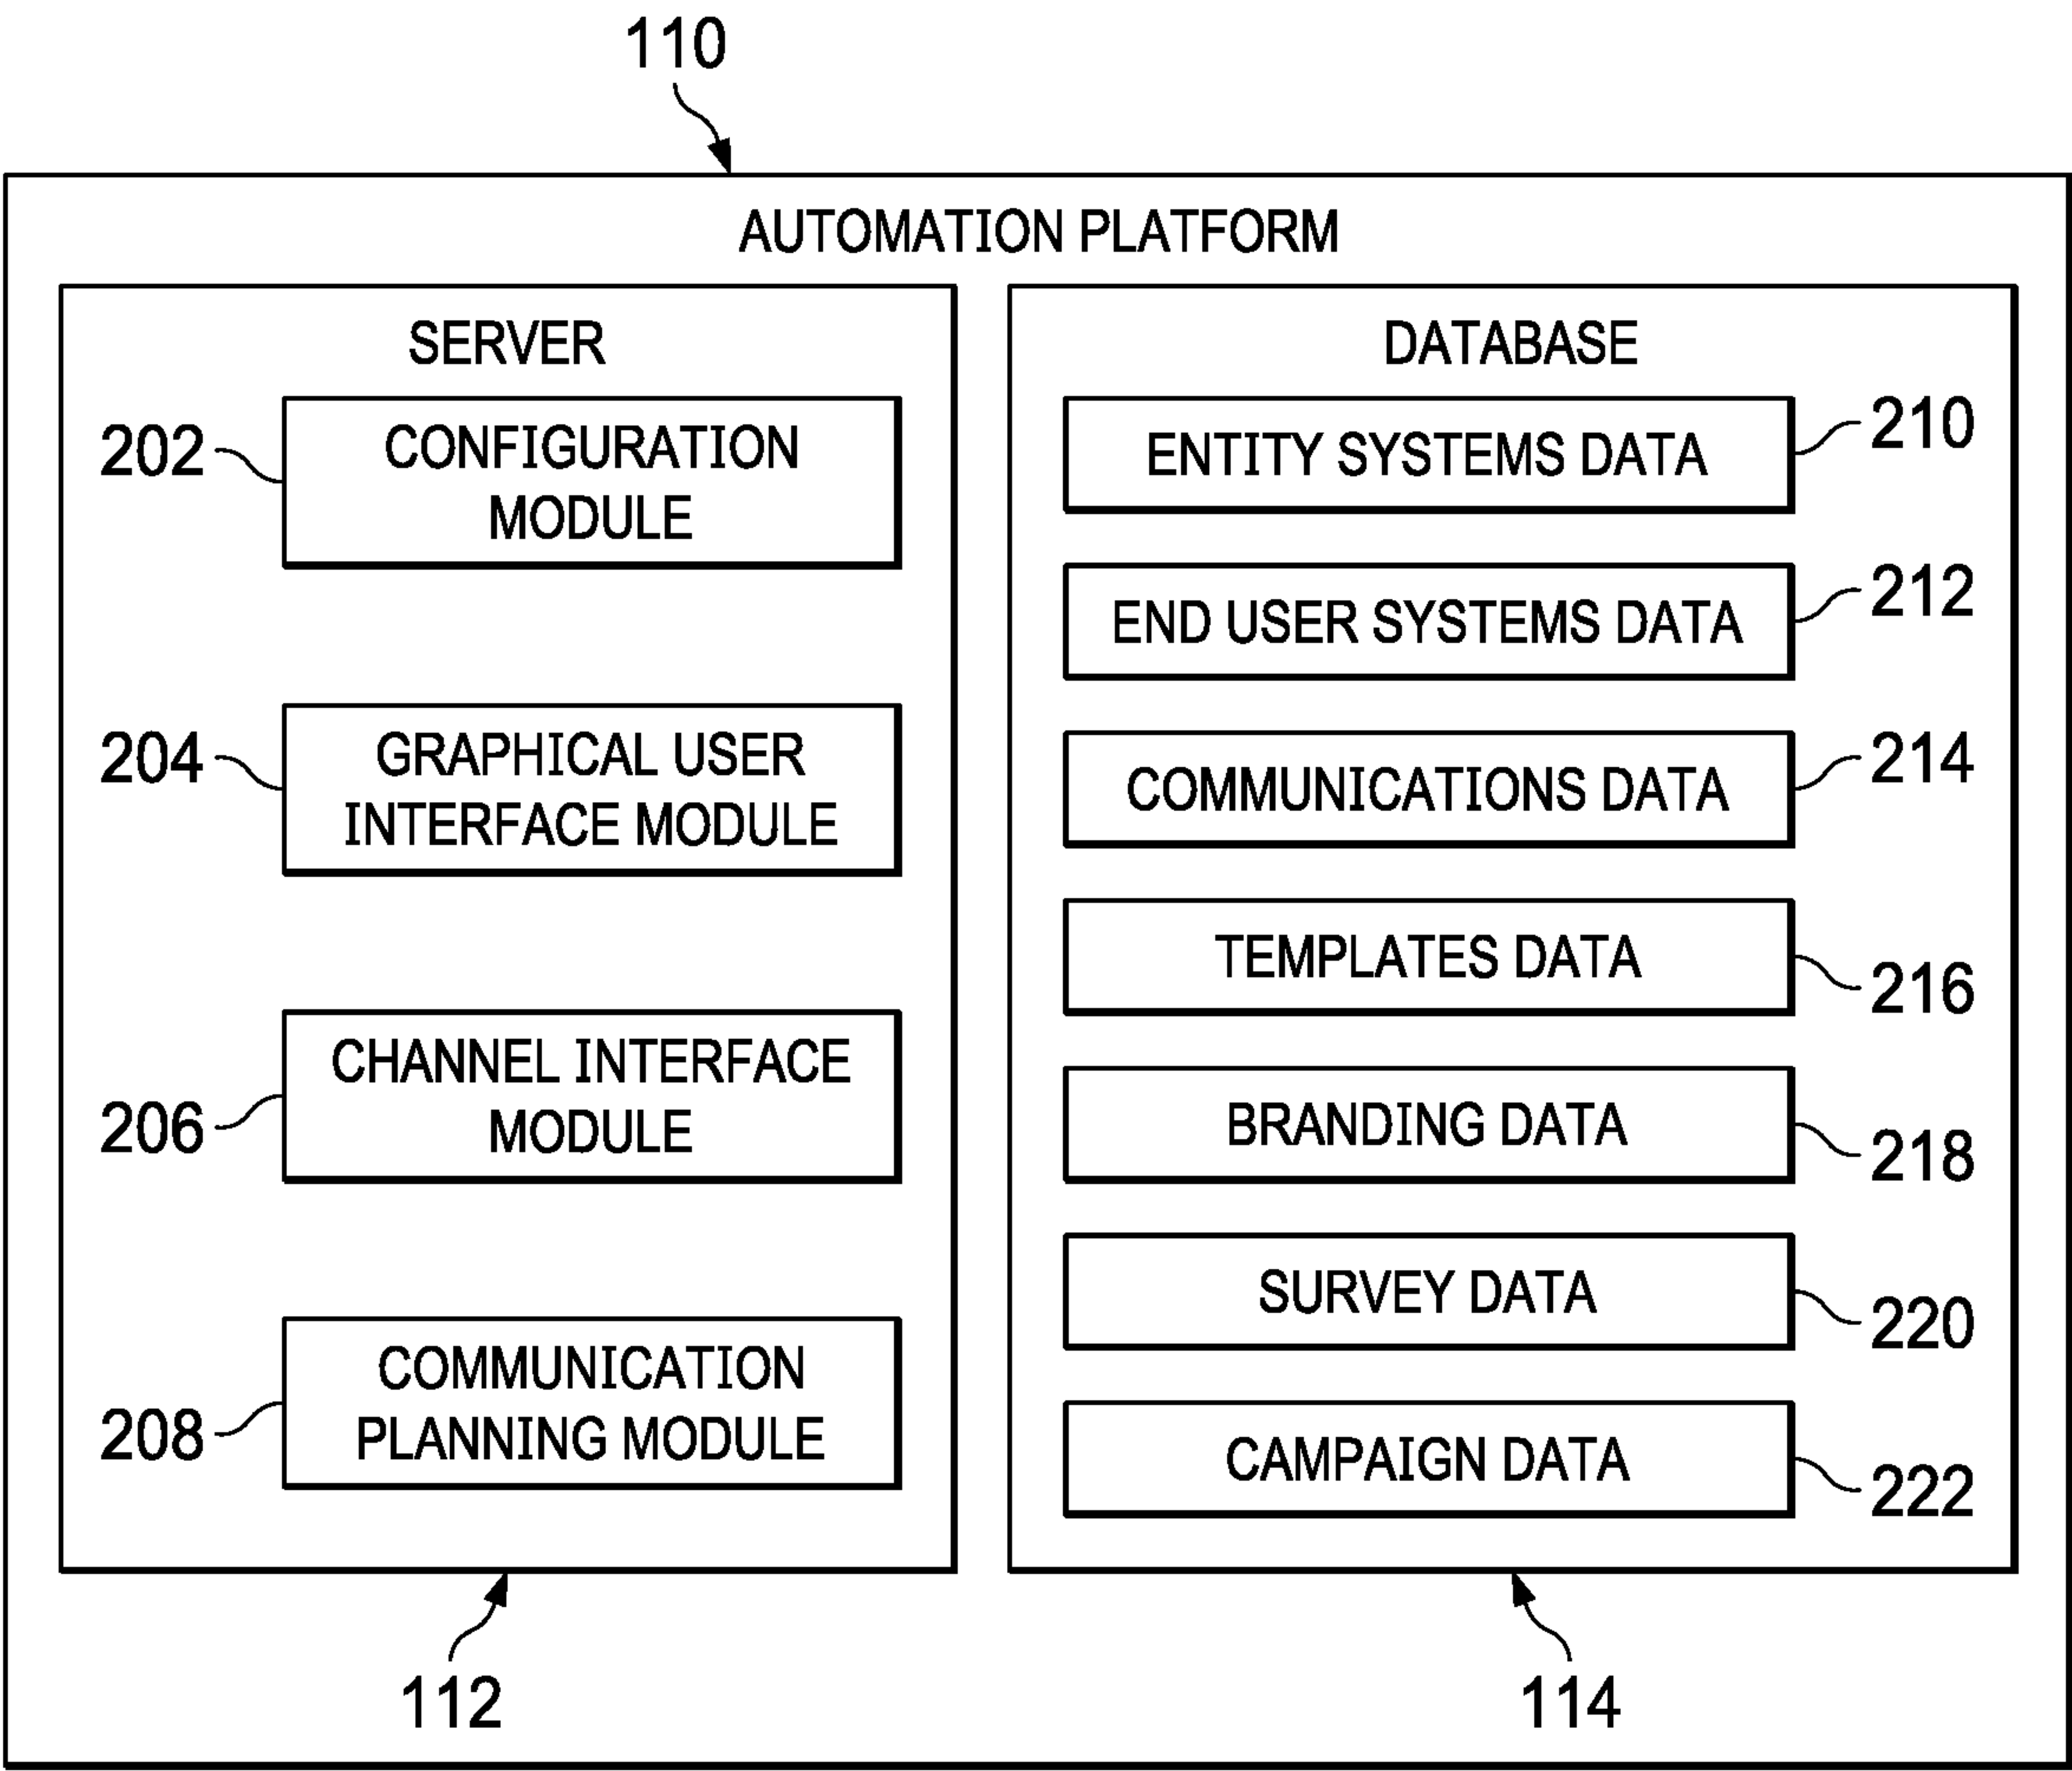 110
AUTOMATION PLATFORM
SERVER
202
CONFIGURATION
MODULE
204
GRAPHICAL USER
INTERFACE MODULE
206
CHANNEL INTERFACE
MODULE
208
COMMUNICATION
PLANNING MODULE
112
DATABASE
ENTITY SYSTEMS DATA
210
END USER SYSTEMS DATA
212
COMMUNICATIONS DATA
214
TEMPLATES DATA
216
BRANDING DATA
218
SURVEY DATA
220
CAMPAIGN DATA
222
114